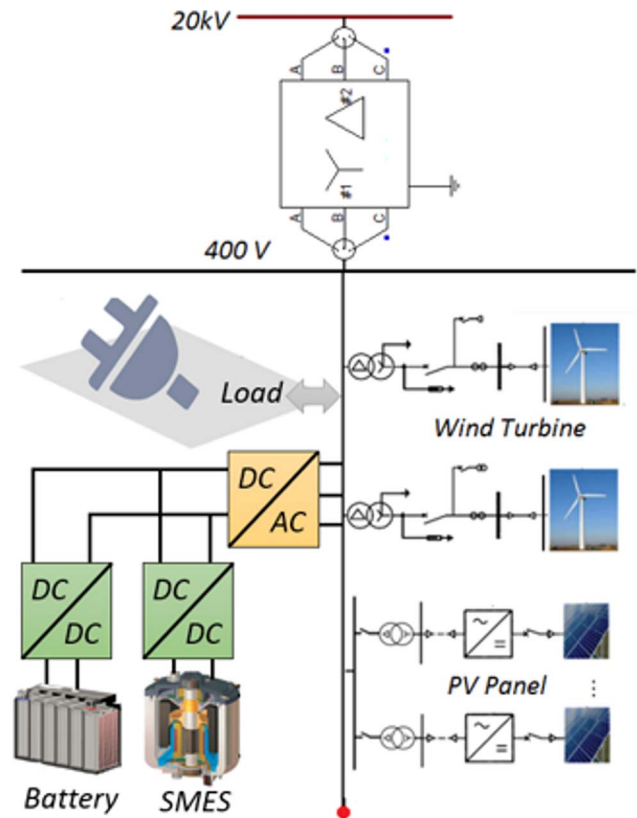 20kV
A B C
#2
#1
A B C
400 V
Load
Wind Turbine
DC
AC
DC
DC
DC
DC
PV Panel
Battery
SMES